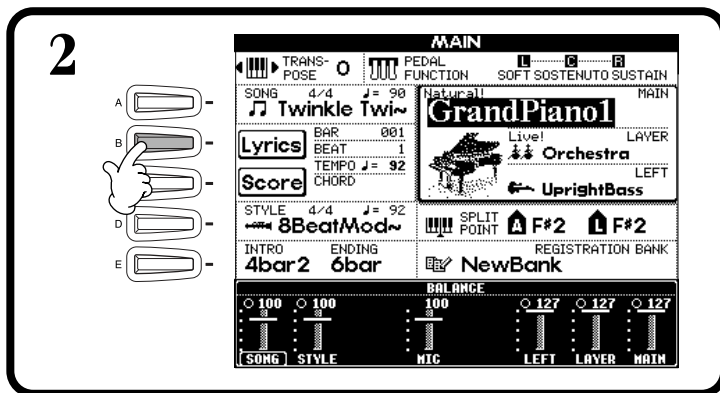 2
MAIN
TRANS-
POSE 0
PEDAL
FUNCTION
L C R
SOFT SOSTENUTO SUSTAIN
SONG 4/4 ♩= 90
Twinkle Twi~
Natural! MAIN
GrandPiano1
A
B
D
E
Lyrics
BAR 001
BEAT 1
TEMPO ♩= 92
Score
CHORD
Live! LAYER
Orchestra
LEFT
UprightBass
STYLE 4/4 ♩= 92
8BeatMod~
SPLIT
POINT A F#2 L F#2
INTRO ENDING
4bar2 6bar
REGISTRATION BANK
NewBank
BALANCE
100 100 100 127 127 127
SONG STYLE MIC LEFT LAYER MAIN